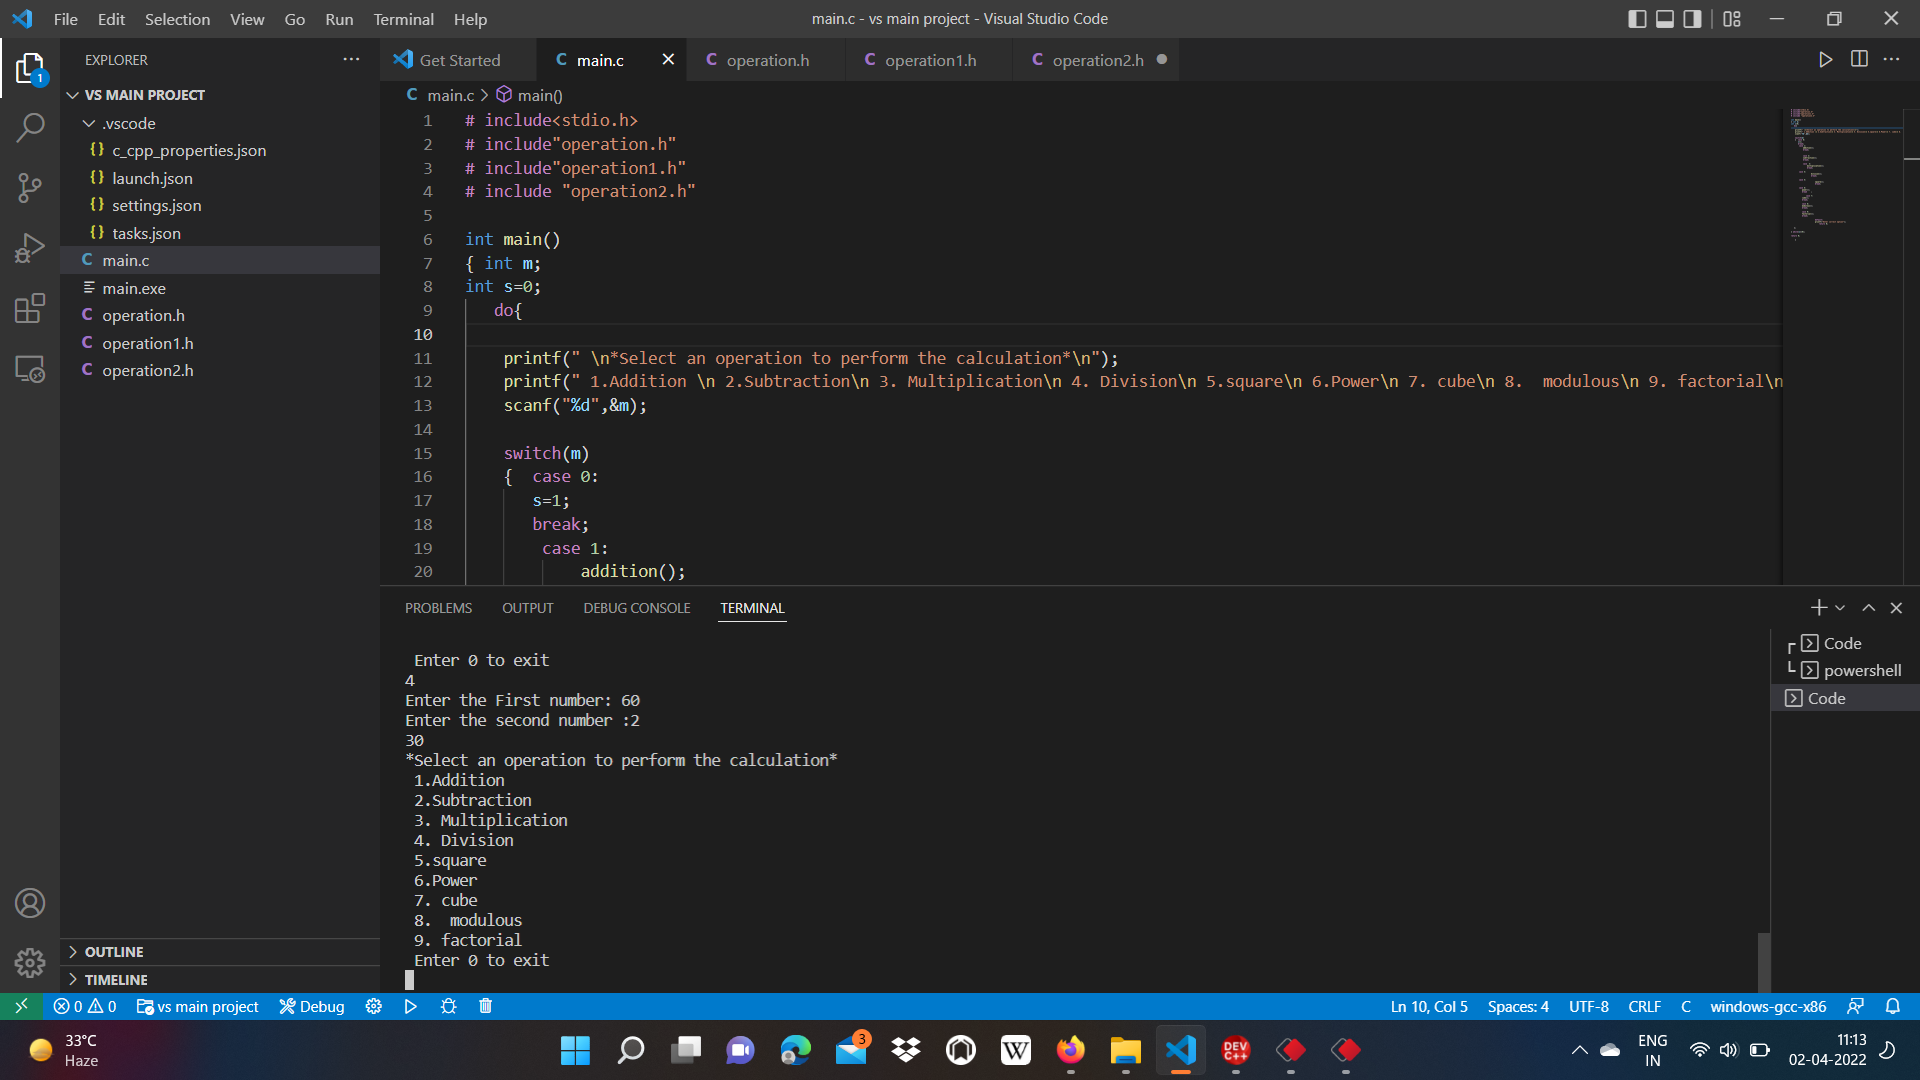 File Edit Selection View Go Run Terminal Help
main.c - vs main project - Visual Studio Code
EXPLORER
VS MAIN PROJECT
.vscode
{} c_cpp_properties.json
{} launch.json
{} settings.json
{} tasks.json
C main.c
main.exe
C operation.h
C operation1.h
C operation2.h
OUTLINE
TIMELINE
1
Get Started
C main.c
C operation.h
C operation1.h
C operation2.h
C main.c > main()
1 # include<stdio.h>
2 # include"operation.h"
3 # include"operation1.h"
4 # include "operation2.h"
5
6 int main()
7 { int m;
8 int s=0;
9 do{
10
11 printf(" \n*Select an operation to perform the calculation*\n");
12 printf(" 1.Addition \n 2.Subtraction\n 3. Multiplication\n 4. Division\n 5.square\n 6.Power\n 7. cube\n 8.  modulous\n 9. factorial\n
13 scanf("%d",&m);
14
15 switch(m)
16 {  case 0:
17 s=1;
18 break;
19 case 1:
20 addition();
PROBLEMS OUTPUT DEBUG CONSOLE TERMINAL
Enter 0 to exit
4
Enter the First number: 60
Enter the second number :2
30
*Select an operation to perform the calculation*
1.Addition
2.Subtraction
3. Multiplication
4. Division
5.square
6.Power
7. cube
8.  modulous
9. factorial
Enter 0 to exit
Code
powershell
Code
0 0 vs main project Debug
Ln 10, Col 5 Spaces: 4 UTF-8 CRLF C windows-gcc-x86
33°C
Haze
3
W
DEV
C++
ENG
IN
11:13
02-04-2022